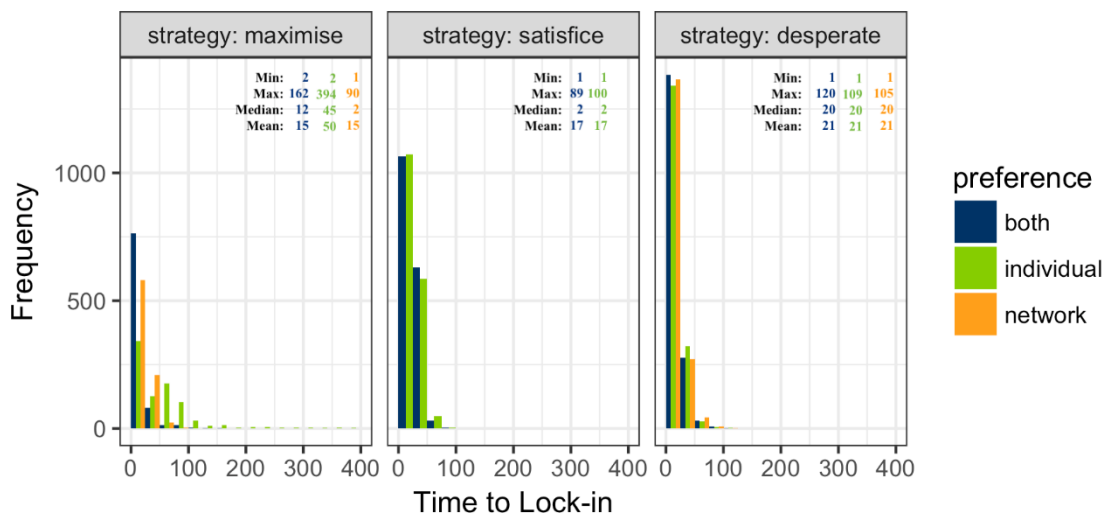 strategy: maximise
strategy: satisfice
strategy: desperate
Min: 2 2 1
Max: 162 394 90
Median: 12 45 2
Mean: 15 50 15
Min: 1 1
Max: 89 100
Median: 2 2
Mean: 17 17
Min: 1 1 1
Max: 120 109 105
Median: 20 20 20
Mean: 21 21 21
1000
500
0
Frequency
0 100 200 300 400
0 100 200 300 400
0 100 200 300 400
Time to Lock-in
preference
both
individual
network